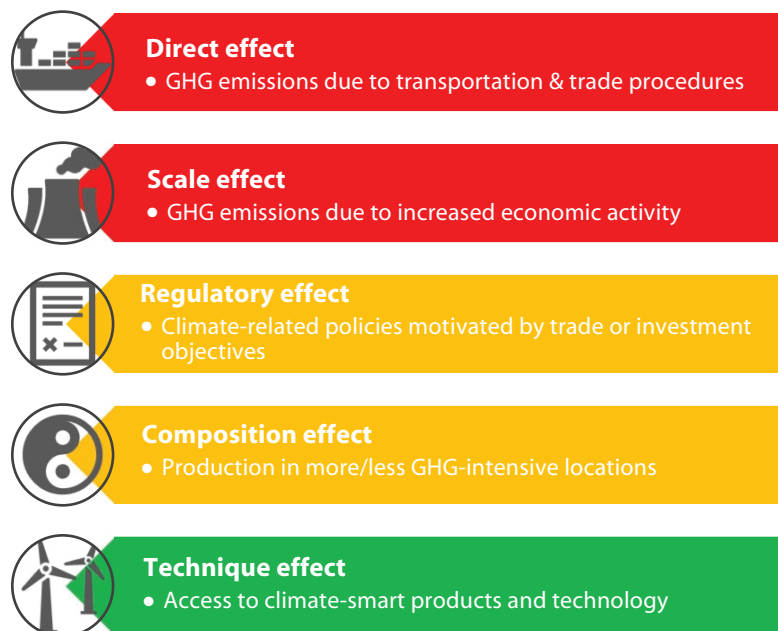 Direct effect
• GHG emissions due to transportation & trade procedures
Scale effect
• GHG emissions due to increased economic activity
Regulatory effect
• Climate-related policies motivated by trade or investment
objectives
Composition effect
• Production in more/less GHG-intensive locations
Technique effect
• Access to climate-smart products and technology